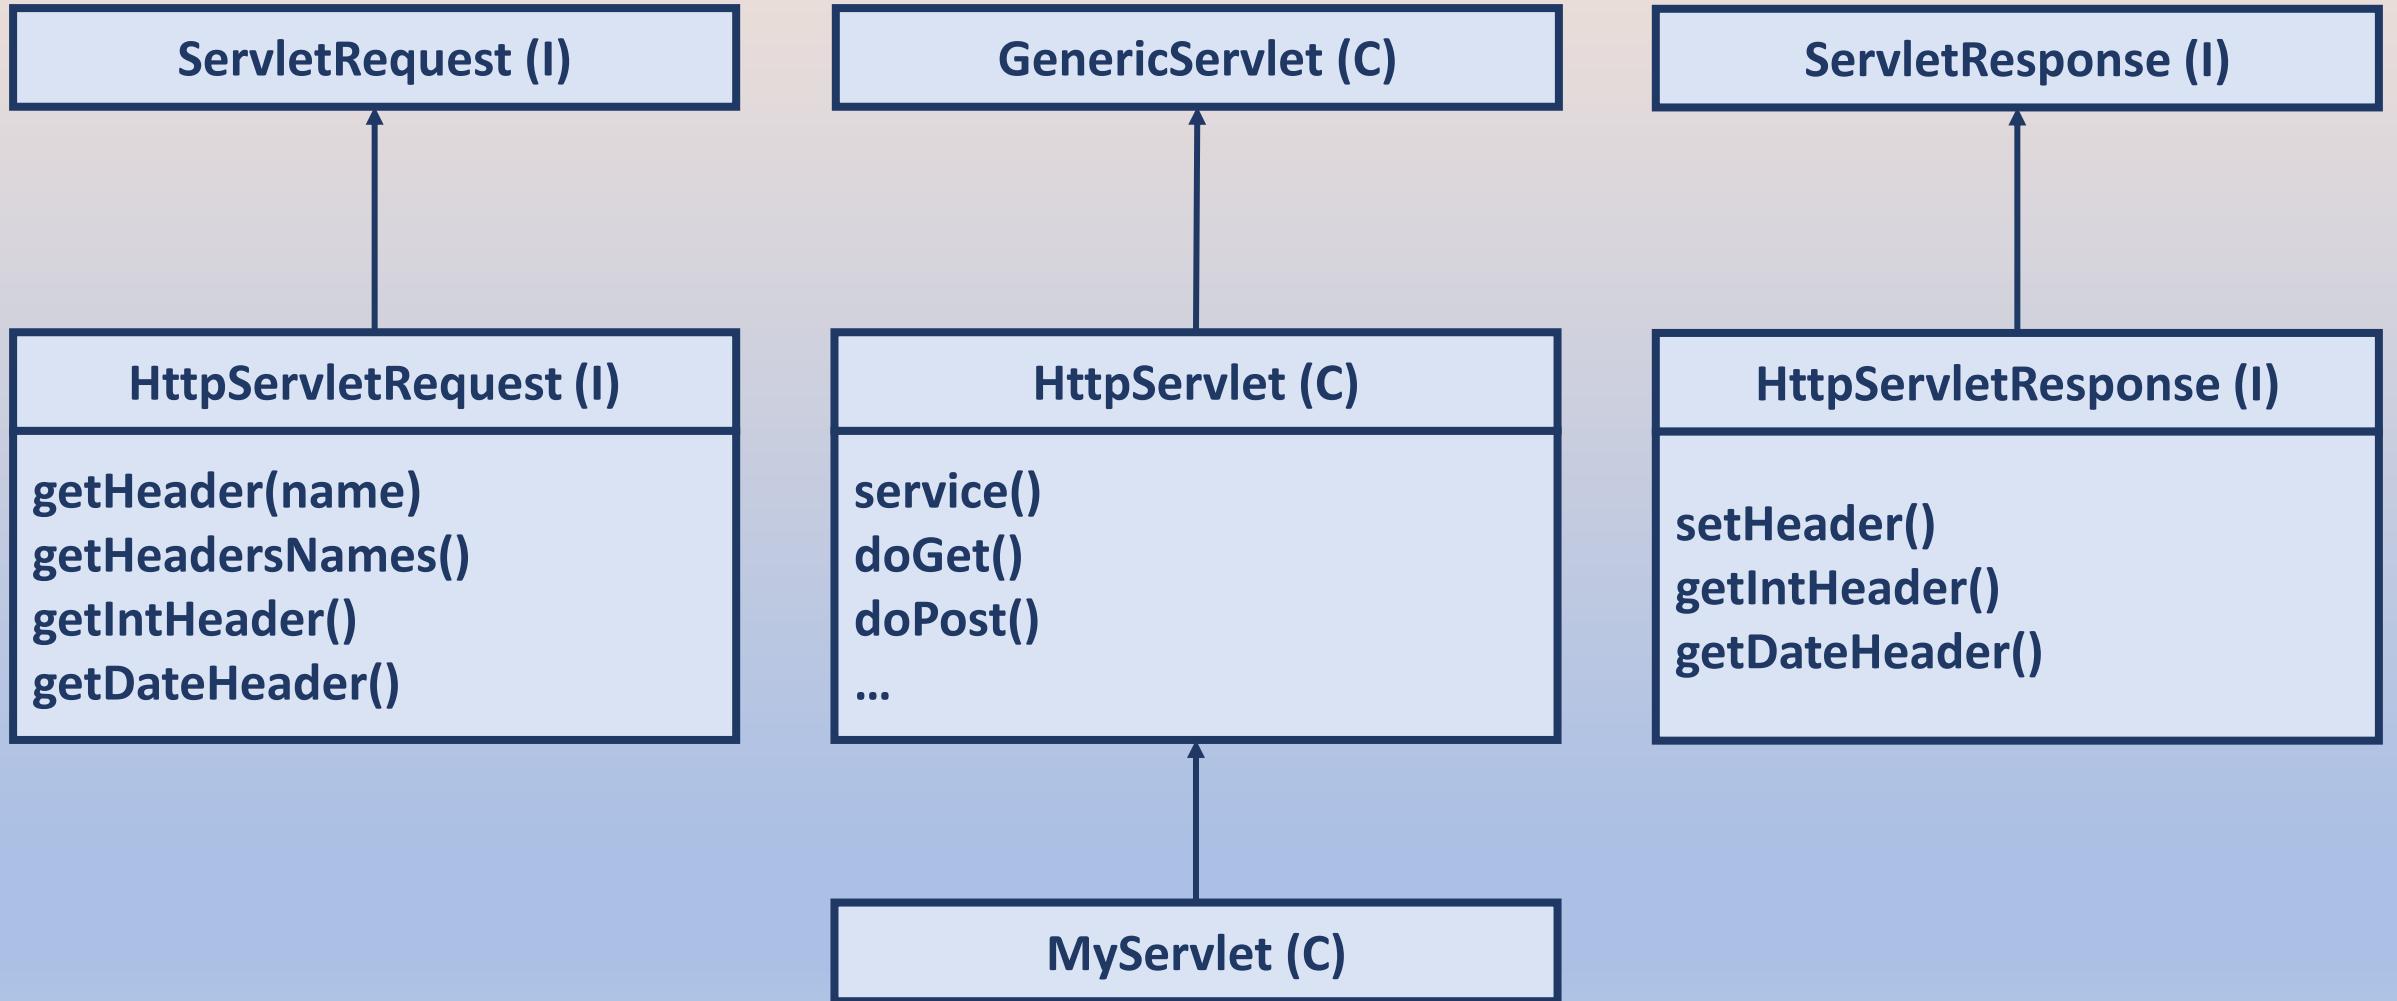 ServletRequest (I)
GenericServlet (C)
ServletResponse (I)
HttpServletRequest (I)
getHeader(name)
getHeadersNames()
getIntHeader()
getDateHeader()
HttpServlet (C)
service()
doGet()
doPost()
...
HttpServletResponse (I)
setHeader()
getIntHeader()
getDateHeader()
MyServlet (C)